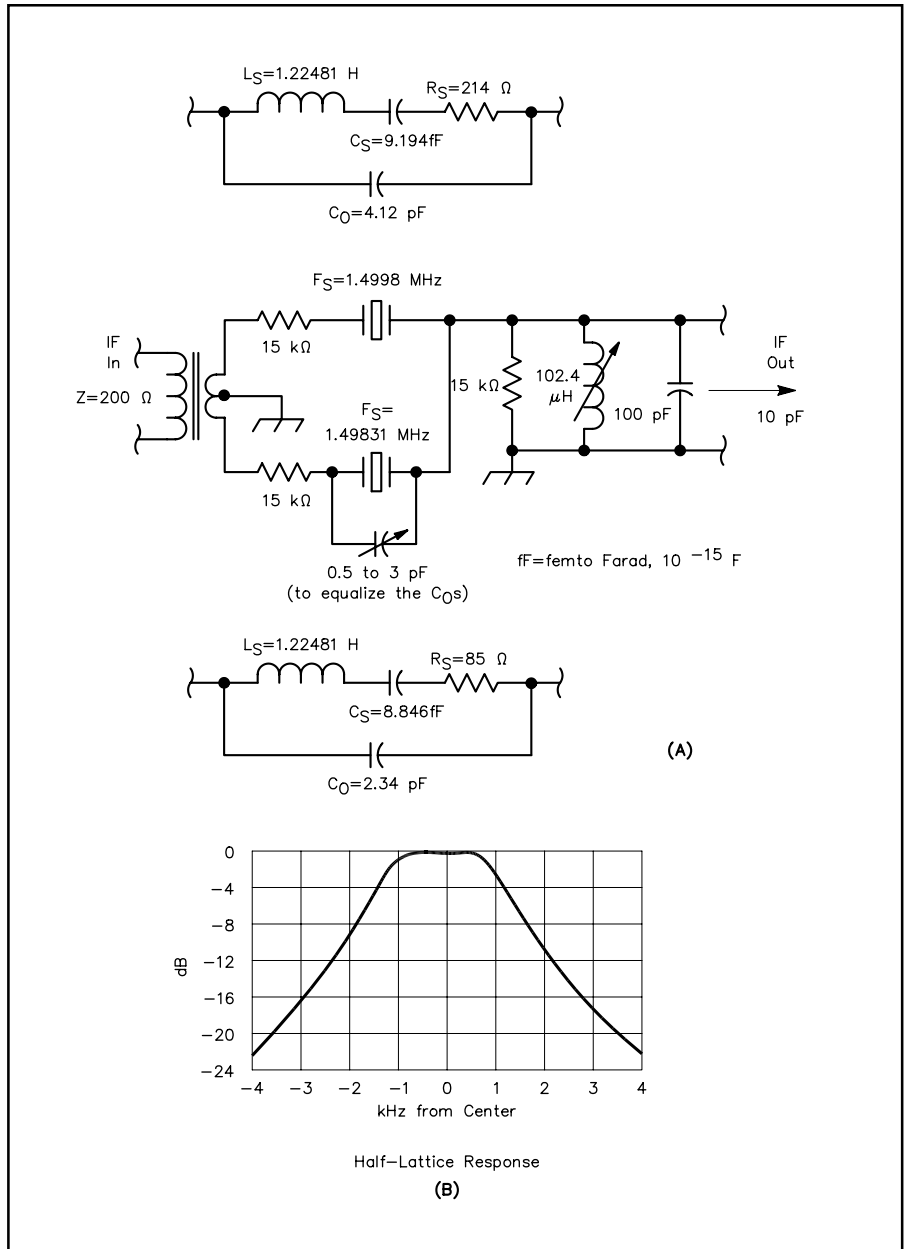 LS=1.22481 H
RS=214 Ω
CS=9.194fF
CO=4.12 pF
FS=1.4998 MHz
IF
In
Z=200 Ω
15 kΩ
FS=
1.49831 MHz
15 kΩ
0.5 to 3 pF
(to equalize the COs)
15 kΩ
102.4
μH
100 pF
IF
Out
10 pF
fF=femto Farad, 10 −15 F
LS=1.22481 H
RS=85 Ω
CS=8.846fF
CO=2.34 pF
(A)
0
−4
−8
−12
−16
−20
−24
dB
−4 −3 −2 −1 0 1 2 3 4
kHz from Center
Half−Lattice Response
(B)